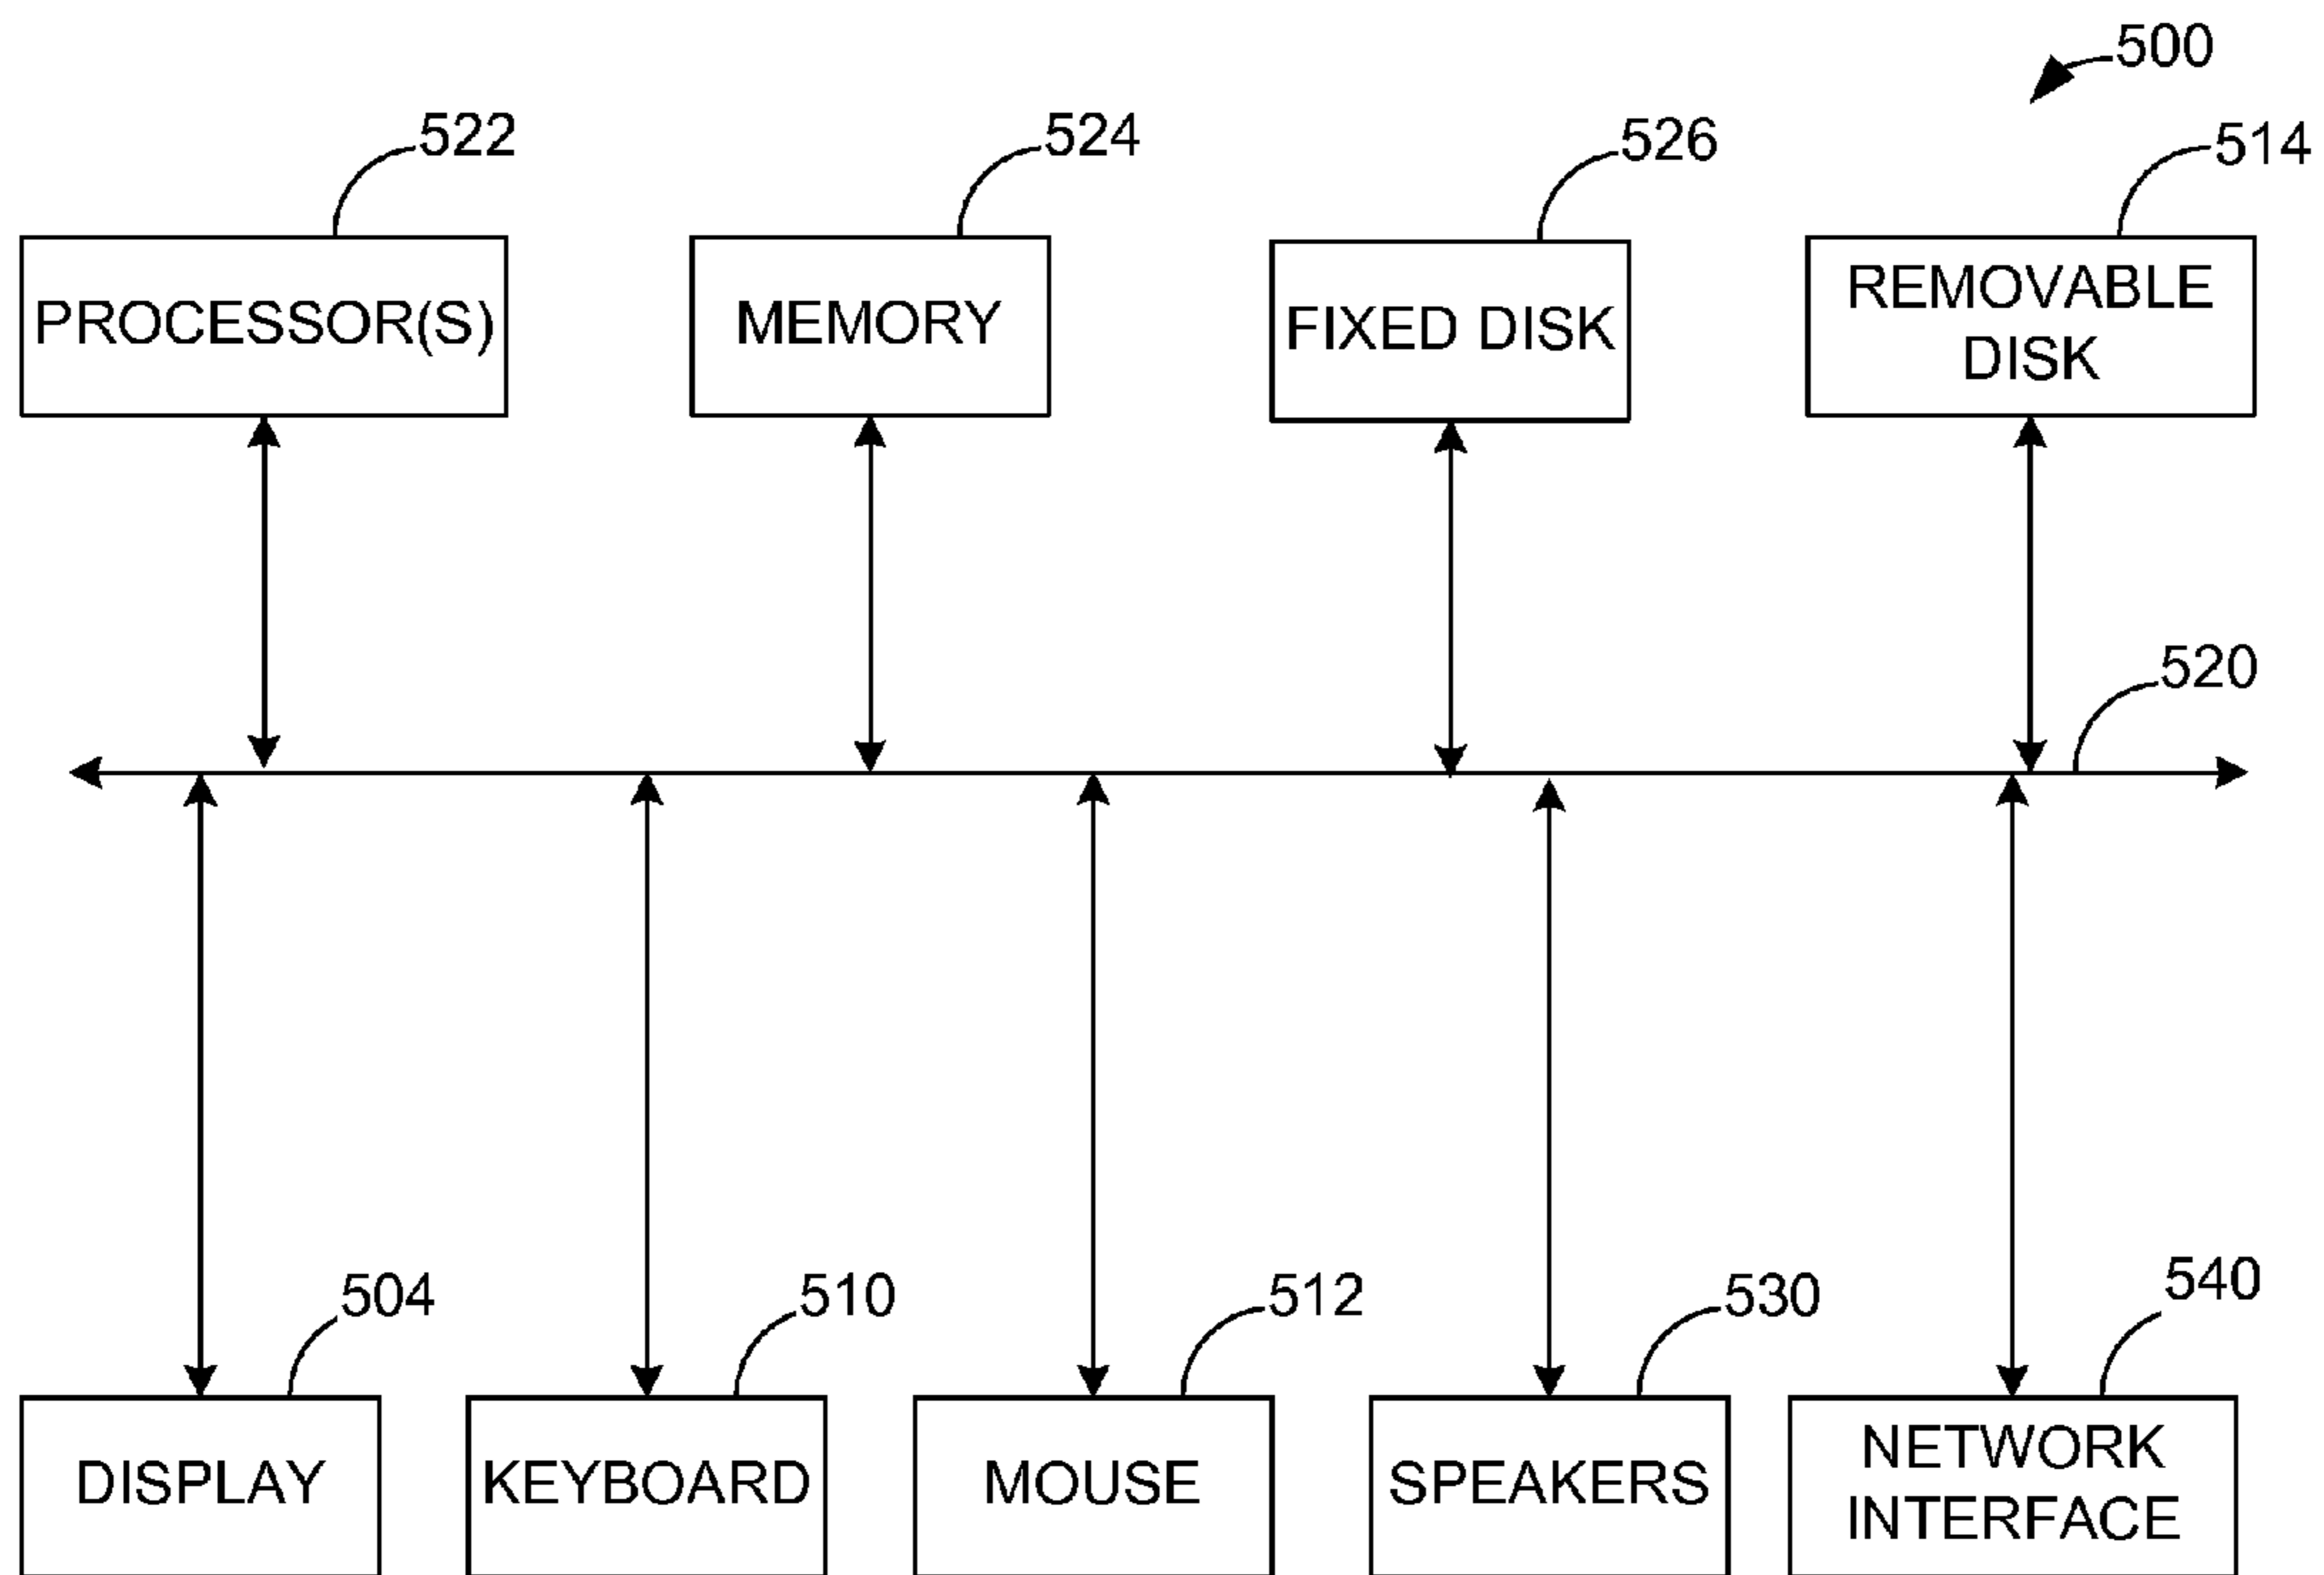 500
522
524
526
514
PROCESSOR(S)
MEMORY
FIXED DISK
REMOVABLE
DISK
520
504
510
512
530
540
DISPLAY
KEYBOARD
MOUSE
SPEAKERS
NETWORK
INTERFACE